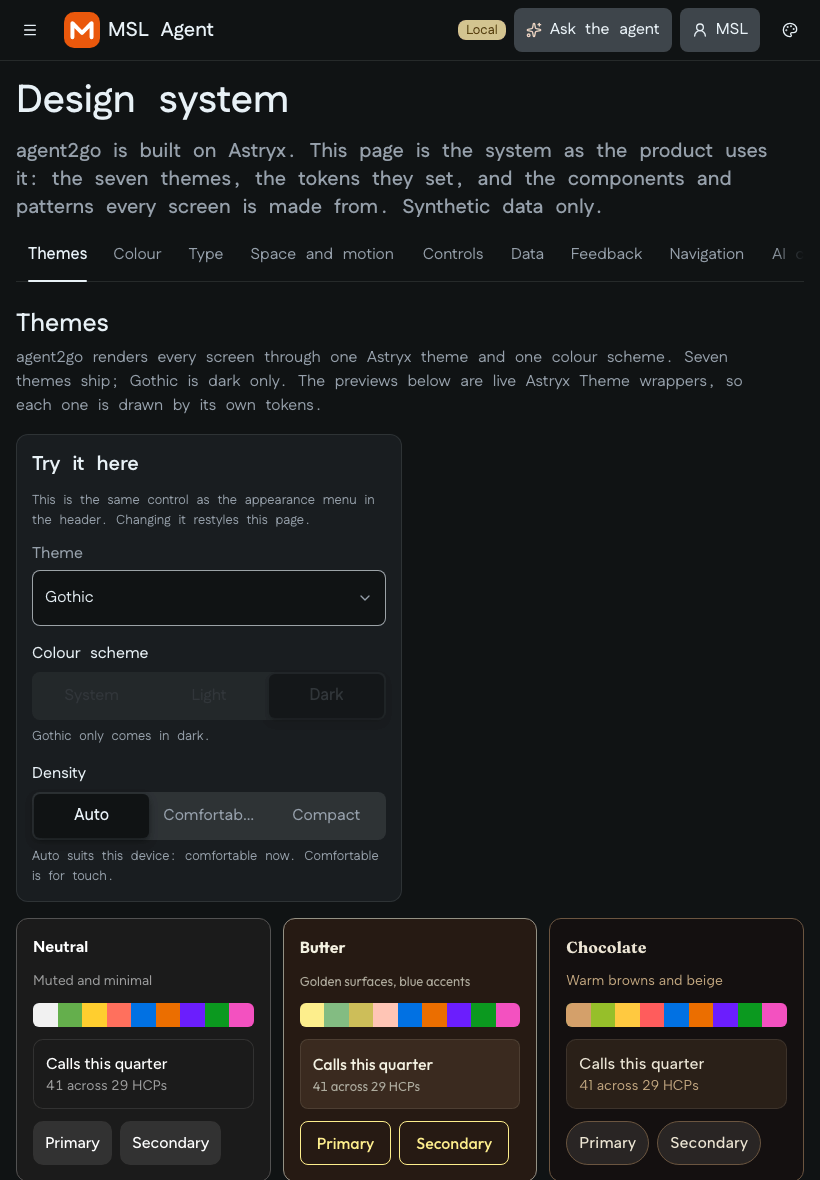 MSL Agent
Local
Ask the agent
MSL
Design system
agent2go is built on Astryx. This page is the system as the product uses
it: the seven themes, the tokens they set, and the components and
patterns every screen is made from. Synthetic data only.
Themes Colour Type Space and motion Controls Data Feedback Navigation AI
Themes
agent2go renders every screen through one Astryx theme and one colour scheme. Seven
themes ship; Gothic is dark only. The previews below are live Astryx Theme wrappers, so
each one is drawn by its own tokens.
Try it here
This is the same control as the appearance menu in
the header. Changing it restyles this page.
Theme
Gothic
Colour scheme
System Light Dark
Gothic only comes in dark.
Density
Auto Comfortab... Compact
Auto suits this device: comfortable now. Comfortable
is for touch.
Neutral
Muted and minimal
Calls this quarter
41 across 29 HCPs
Primary Secondary
Butter
Golden surfaces, blue accents
Calls this quarter
41 across 29 HCPs
Primary Secondary
Chocolate
Warm browns and beige
Calls this quarter
41 across 29 HCPs
Primary Secondary